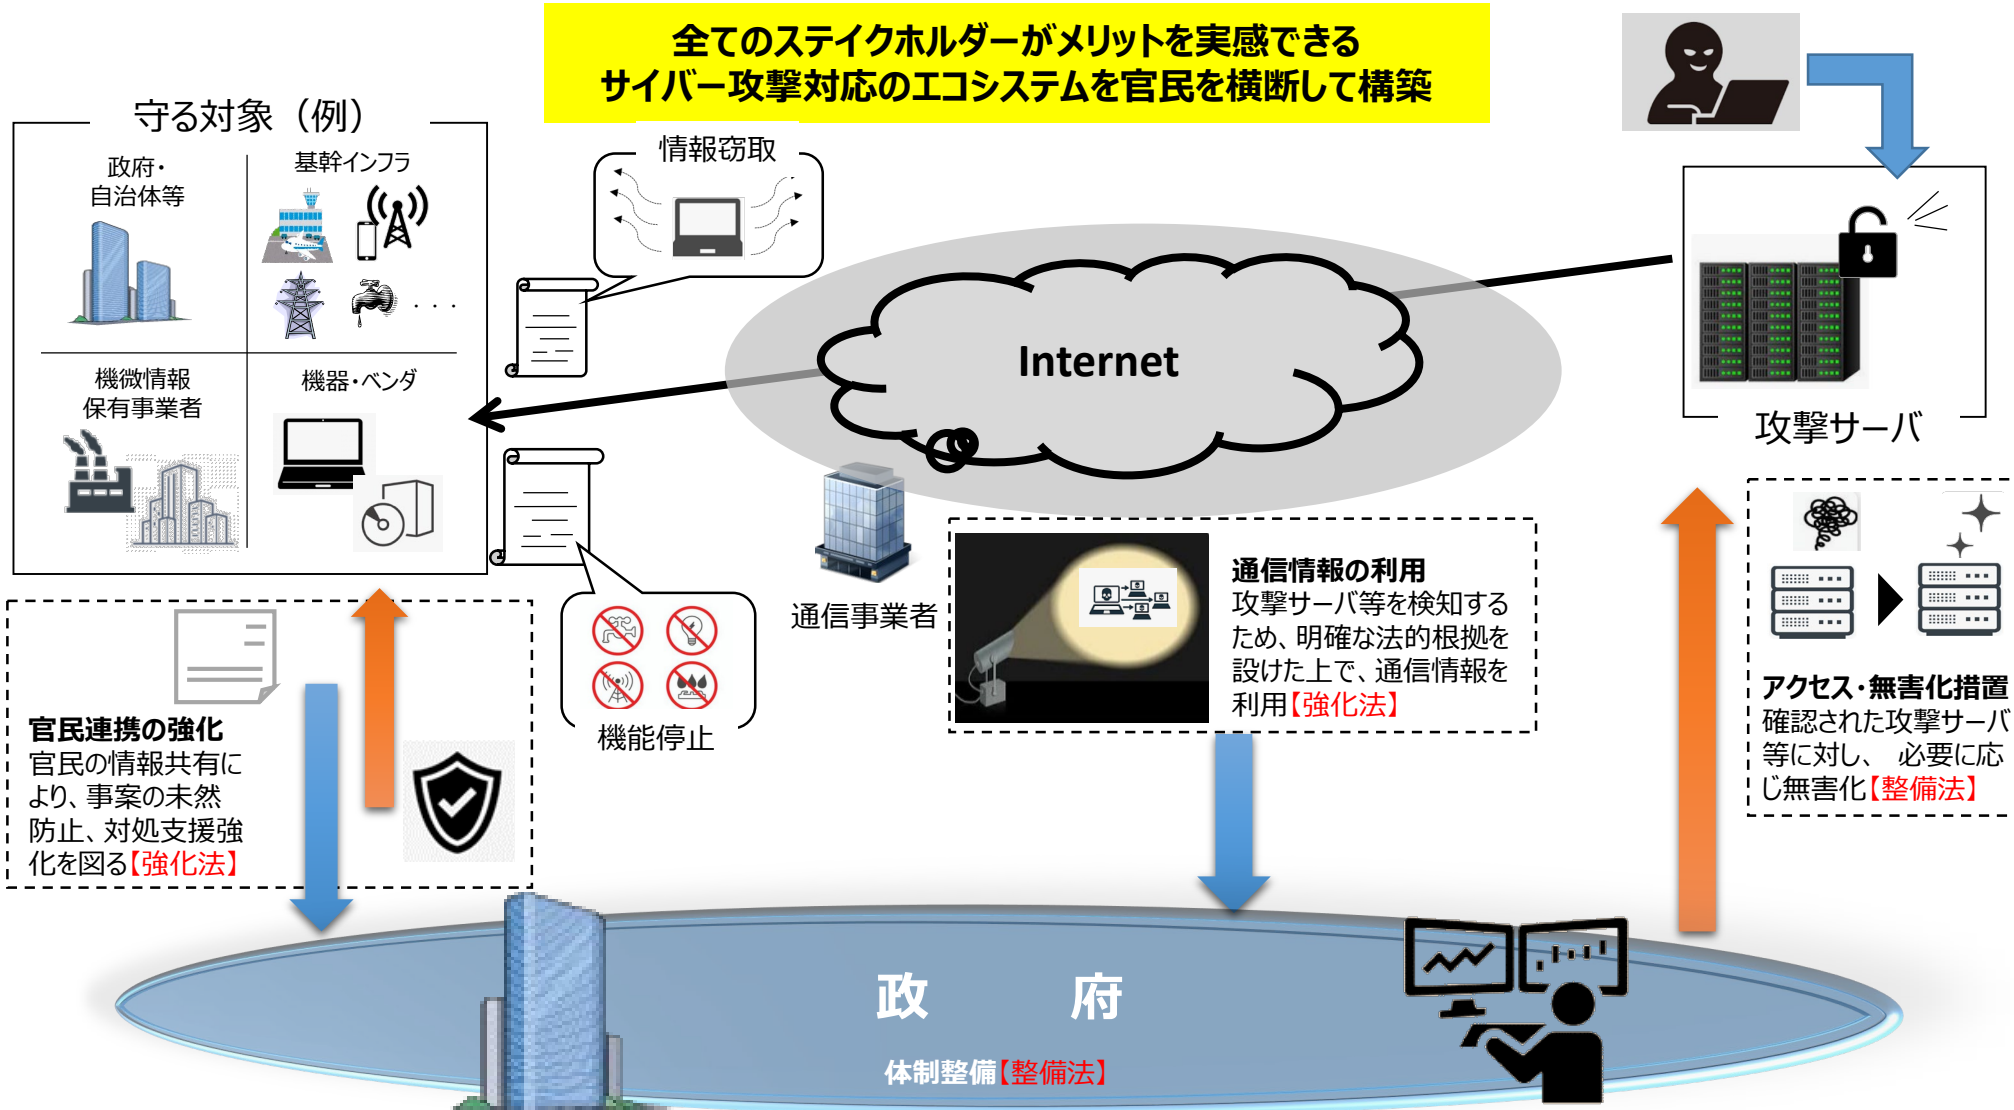 全てのステイクホルダーがメリットを実感できる
サイバー攻撃対応のエコシステムを官民を横断して構築
守る対象（例）
政府・
自治体等
基幹インフラ
・・・
機微情報
保有事業者
機器・ベンダ
情報窃取
機能停止
Internet
通信事業者
攻撃サーバ
官民連携の強化
官民の情報共有に
より、事案の未然
防止、対処支援強
化を図る【強化法】
通信情報の利用
攻撃サーバ等を検知する
ため、明確な法的根拠を
設けた上で、通信情報を
利用【強化法】
アクセス・無害化措置
確認された攻撃サーバ
等に対し、 必要に応
じ無害化【整備法】
政　府
体制整備【整備法】